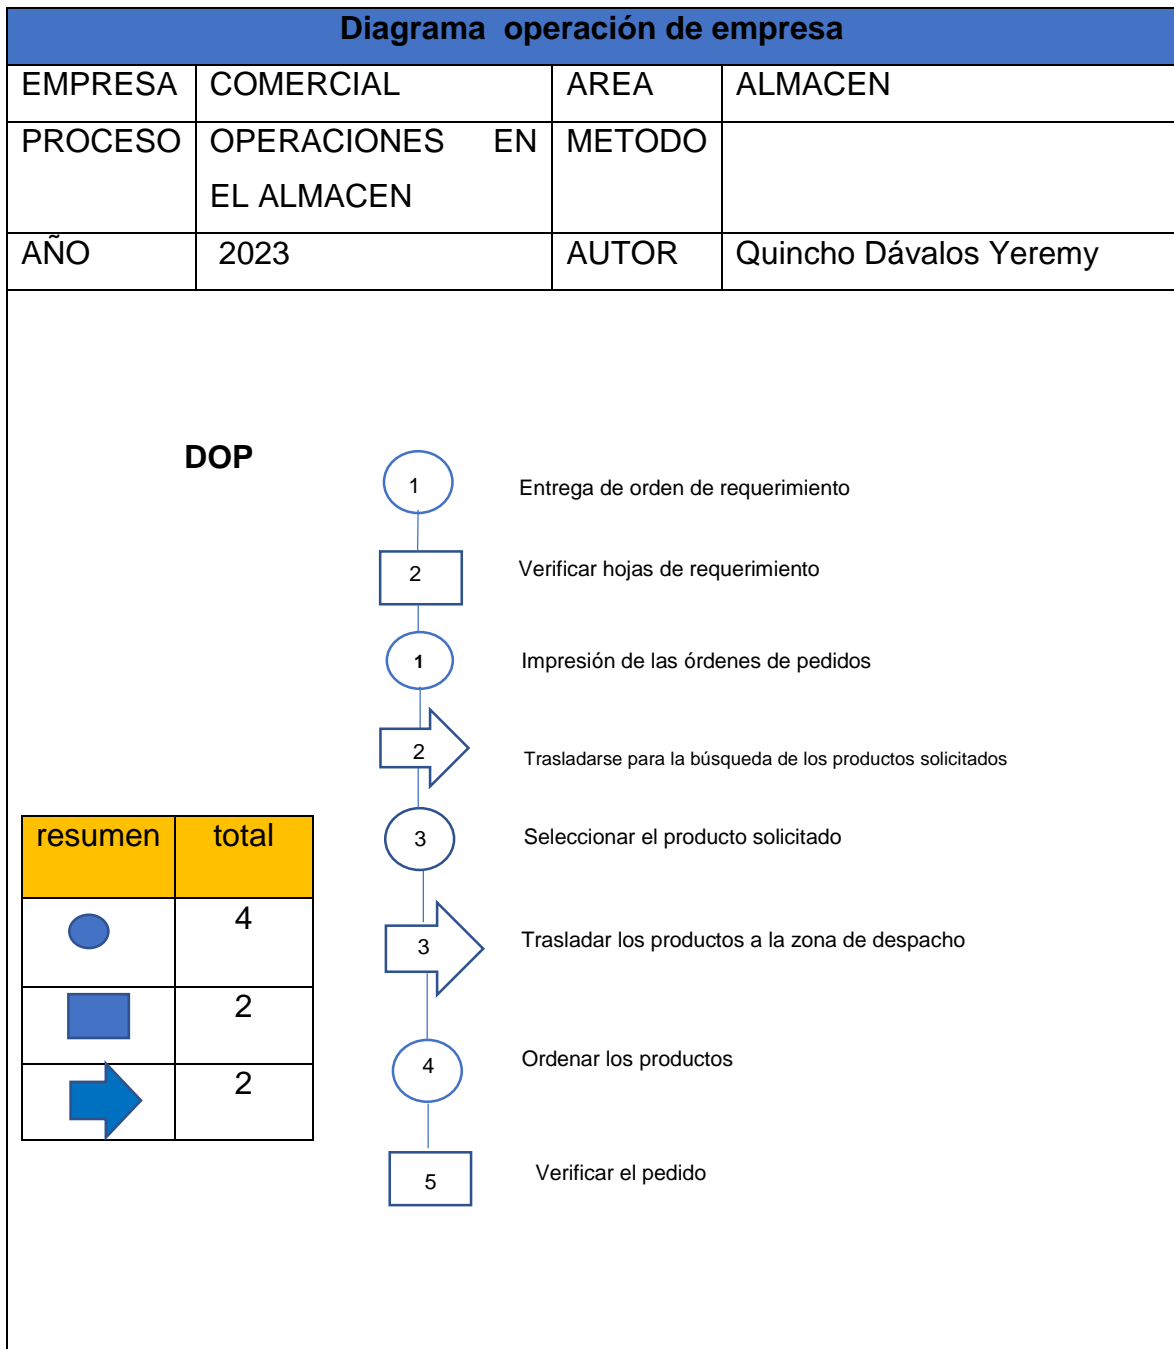 Diagrama operación de empresa
EMPRESA COMERCIAL AREA ALMACEN
PROCESO OPERACIONES EN METODO
EL ALMACEN
AÑO 2023 AUTOR Quincho Dávalos Yeremy
DOP
1 Entrega de orden de requerimiento
2 Verificar hojas de requerimiento
1 Impresión de las órdenes de pedidos
2 Trasladarse para la búsqueda de los productos solicitados
3 Seleccionar el producto solicitado
3 Trasladar los productos a la zona de despacho
4 Ordenar los productos
5 Verificar el pedido
resumen total
4
2
2